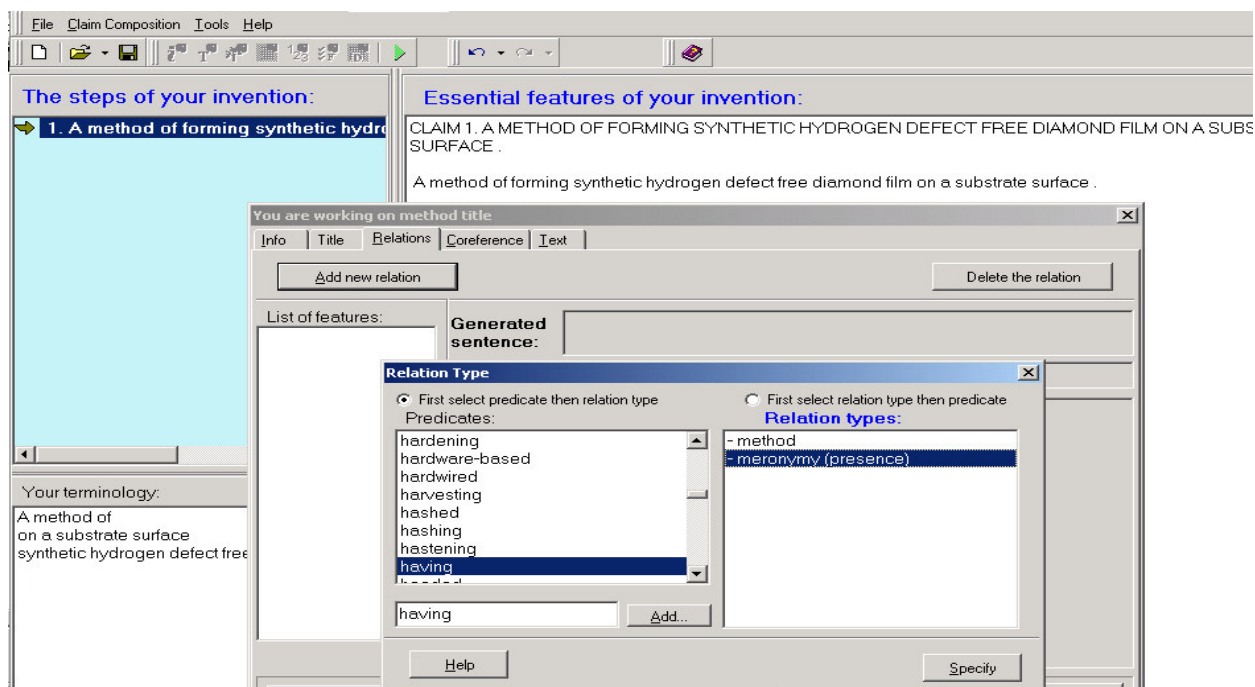 File Claim Composition Tools Help
The steps of your invention:
1. A method of forming synthetic hydro
Essential features of your invention:
CLAIM 1. A METHOD OF FORMING SYNTHETIC HYDROGEN DEFECT FREE DIAMOND FILM ON A SUBS
SURFACE .
A method of forming synthetic hydrogen defect free diamond film on a substrate surface .
You are working on method title
Info Title Relations Coreference Text
Add new relation
Delete the relation
List of features:
Generated
sentence:
Relation Type
First select predicate then relation type
First select relation type then predicate
Predicates:
Relation types:
hardening
hardware-based
hardwired
harvesting
hashed
hashing
hastening
having
- method
- meronymy (presence)
having
Add...
Help
Specify
Your terminology:
A method of
on a substrate surface
synthetic hydrogen defect free